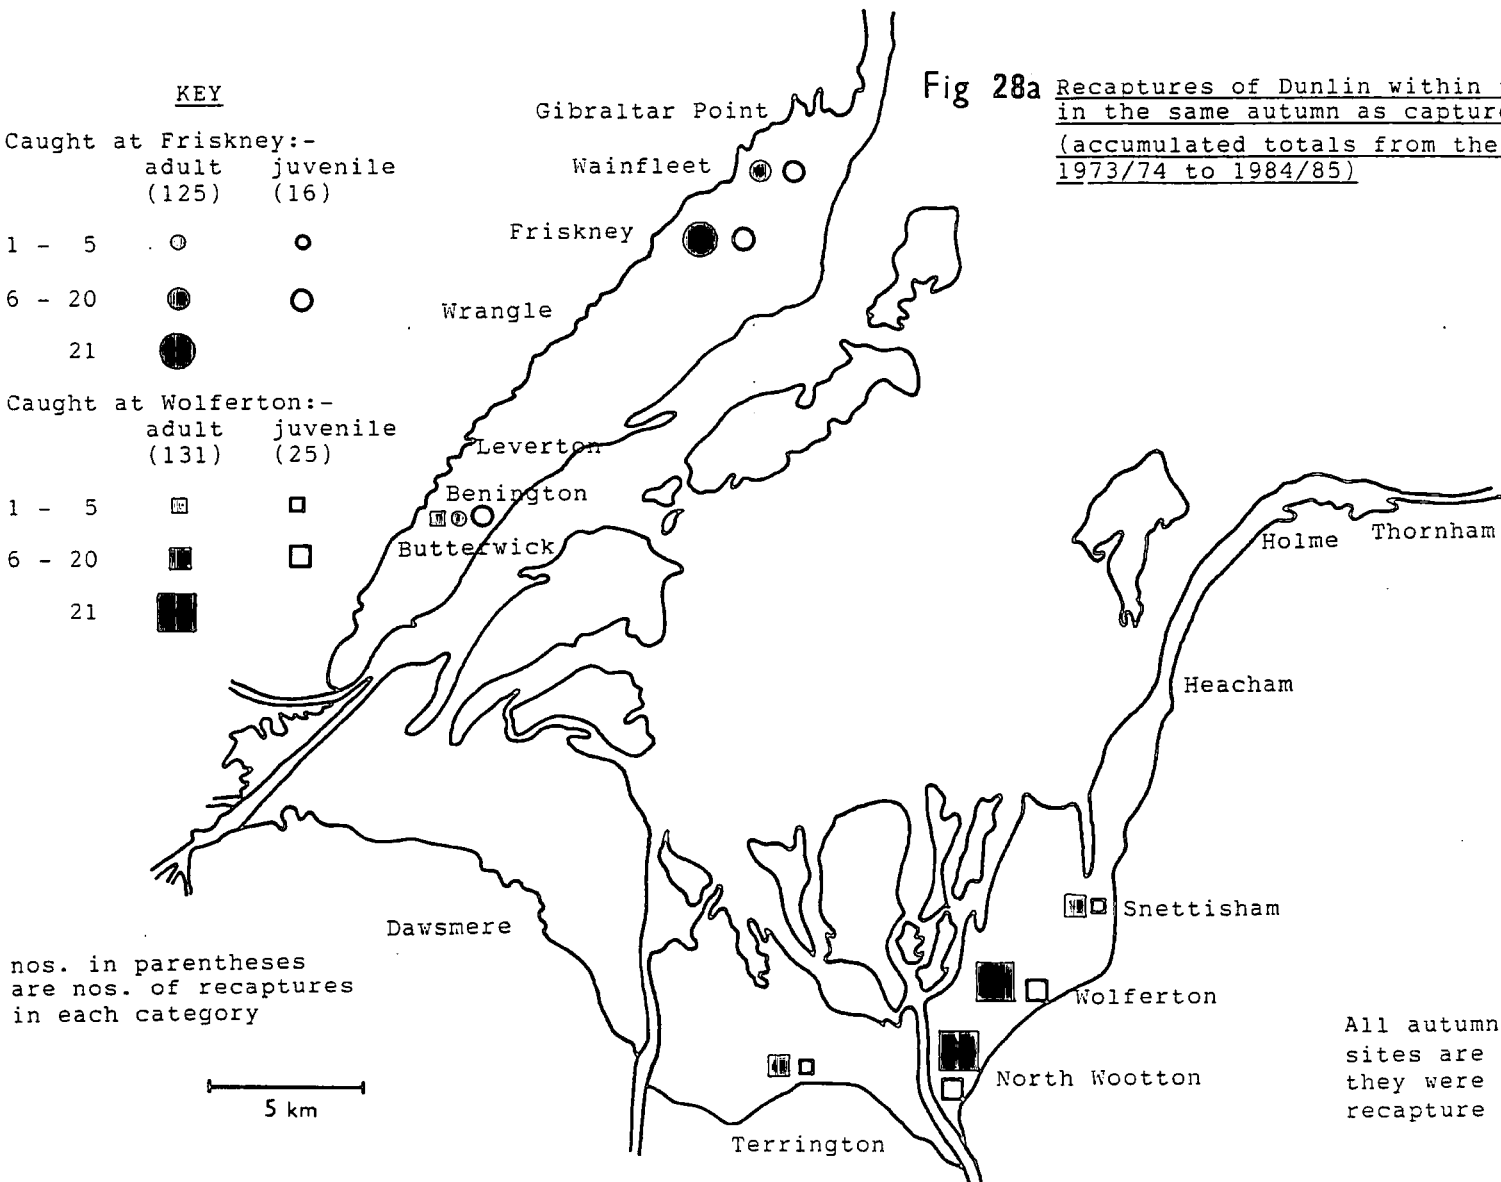 Fig 28a Recaptures of Dunlin within
in the same autumn as captur
(accumulated totals from the
1973/74 to 1984/85)
KEY
Caught at Friskney:-
adult juvenile
(125) (16)
1 - 5
6 - 20
21
Caught at Wolferton:-
adult juvenile
(131) (25)
1 - 5
6 - 20
21
Gibraltar Point
Wainfleet
Friskney
Wrangle
Leverton
Benington
Butterwick
Holme Thornham
Heacham
Snettisham
Wolferton
North Wootton
Terrington
Dawsmere
nos. in parentheses
are nos. of recaptures
in each category
5 km
All autumn
sites are
they were
recapture